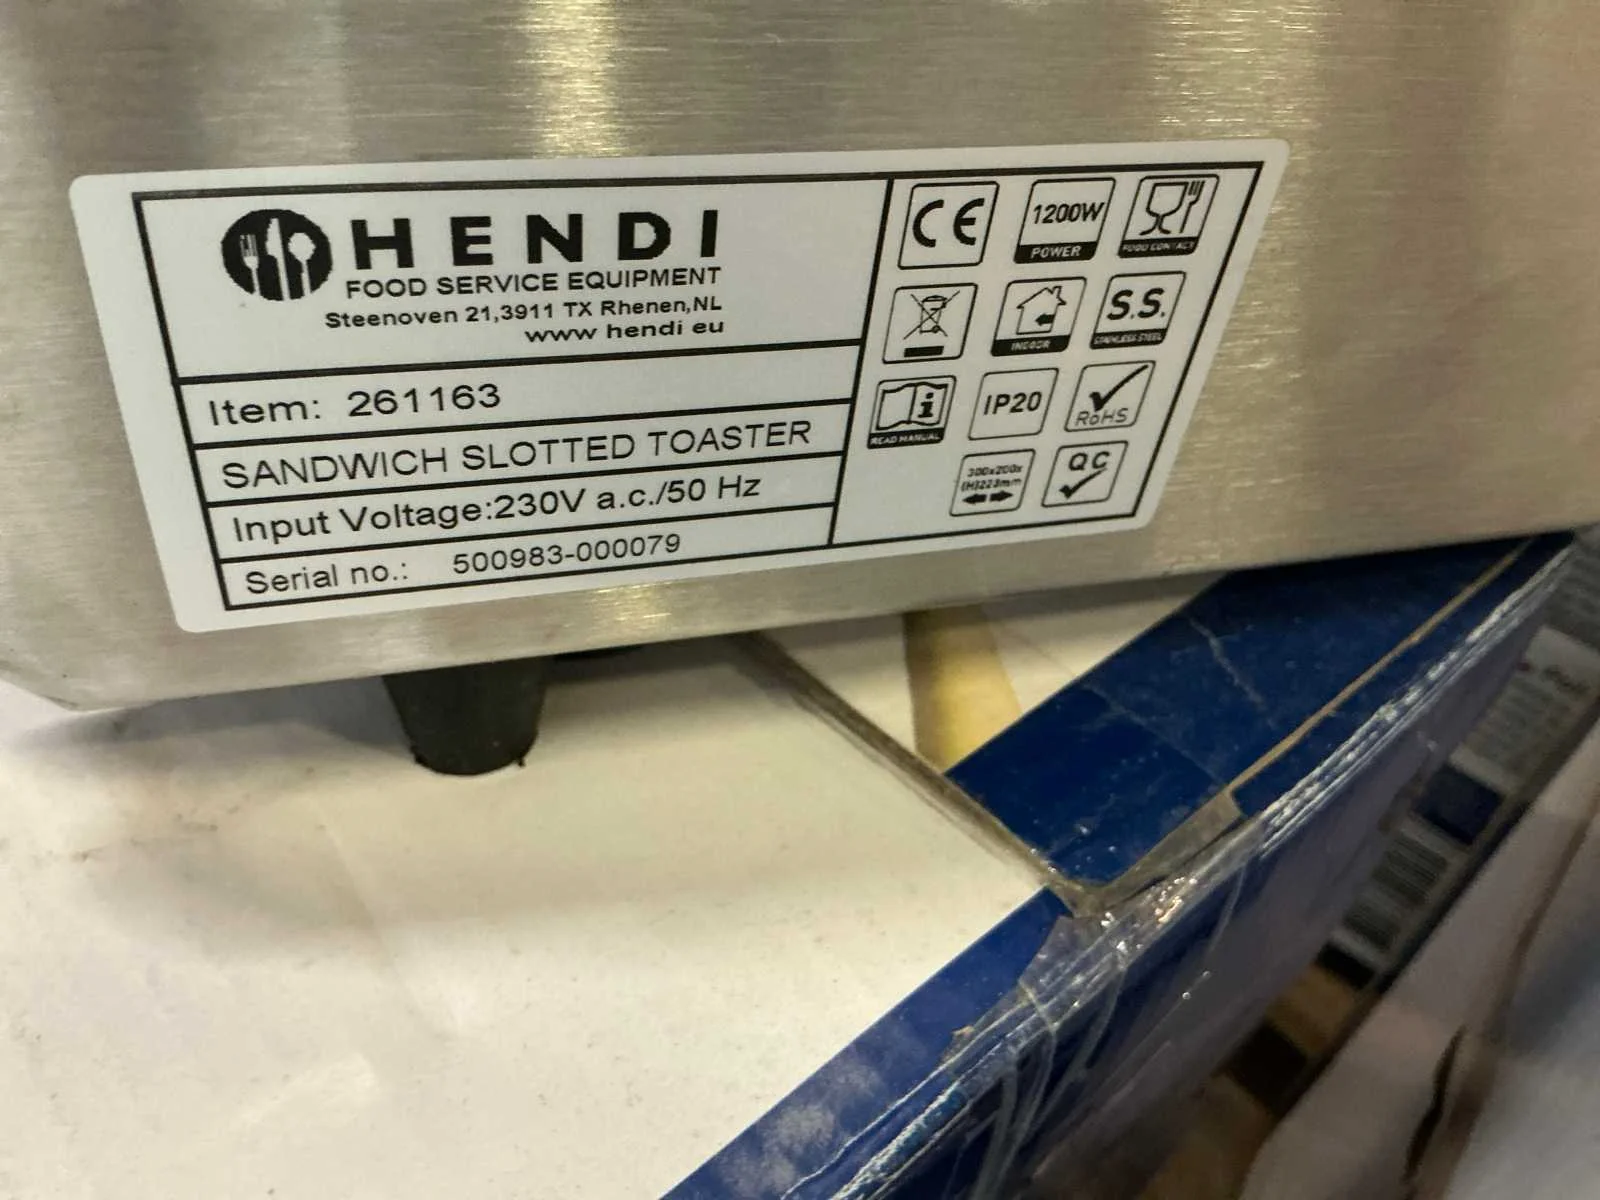 HENDI
FOOD SERVICE EQUIPMENT
Steenoven 21,3911 TX Rhenen,NL
www hendi eu
Item: 261163
SANDWICH SLOTTED TOASTER
Input Voltage:230V a.c./50 Hz
Serial no.: 500983-000079
CE
1200W
POWER
FOOD CONTACT
INDOOR
S.S.
STAINLESS STEEL
READ MANUAL
IP20
RoHS
300x200x
(H)223mm
QC